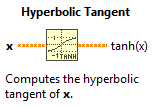 Hyperbolic Tangent
x
TANH
tanh(x)
Computes the hyperbolic
tangent of x.